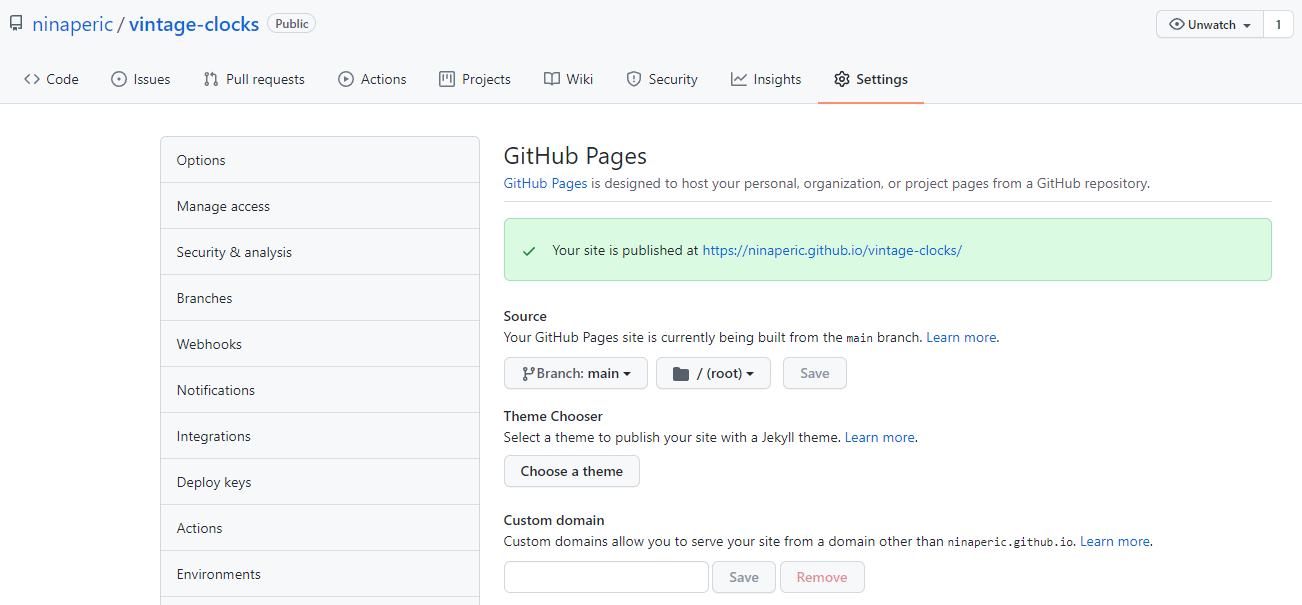 ninaperic / vintage-clocks Public
Unwatch 1
Code Issues Pull requests Actions Projects Wiki Security Insights Settings
Options
Manage access
Security & analysis
Branches
Webhooks
Notifications
Integrations
Deploy keys
Actions
Environments
GitHub Pages
GitHub Pages is designed to host your personal, organization, or project pages from a GitHub repository.
Your site is published at https://ninaperic.github.io/vintage-clocks/
Source
Your GitHub Pages site is currently being built from the main branch. Learn more.
Branch: main / (root) Save
Theme Chooser
Select a theme to publish your site with a Jekyll theme. Learn more.
Choose a theme
Custom domain
Custom domains allow you to serve your site from a domain other than ninaperic.github.io. Learn more.
Save Remove